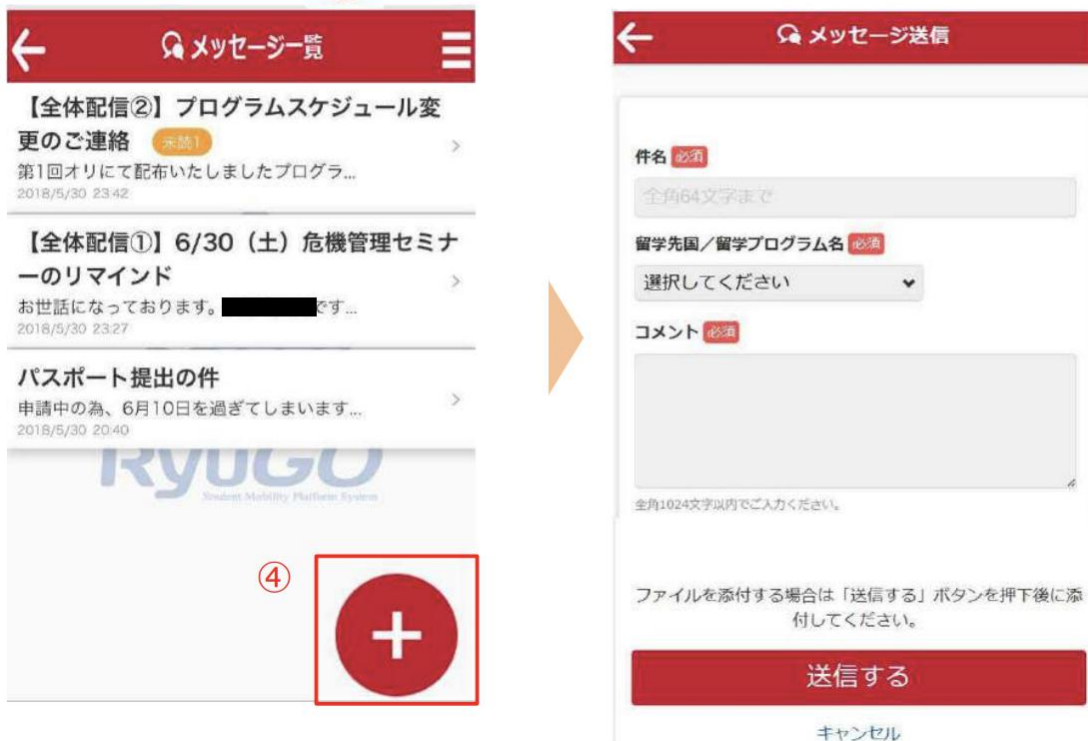 メッセージ一覧
【全体配信②】プログラムスケジュール変
更のご連絡 未読1
第1回オリにて配布いたしましたプログラ...
2018/5/30 23:42
【全体配信①】6/30（土）危機管理セミナ
ーのリマインド
お世話になっております。 です...
2018/5/30 23:27
パスポート提出の件
申請中の為、6月10日を過ぎてしまいます...
2018/5/30 20:40
RyuGO
Student Mobility Platform System
④
メッセージ送信
件名 必須
全角64文字まで
留学先国／留学プログラム名 必須
選択してください
コメント 必須
全角1024文字以内でご入力ください。
ファイルを添付する場合は「送信する」ボタンを押下後に添
付してください。
送信する
キャンセル